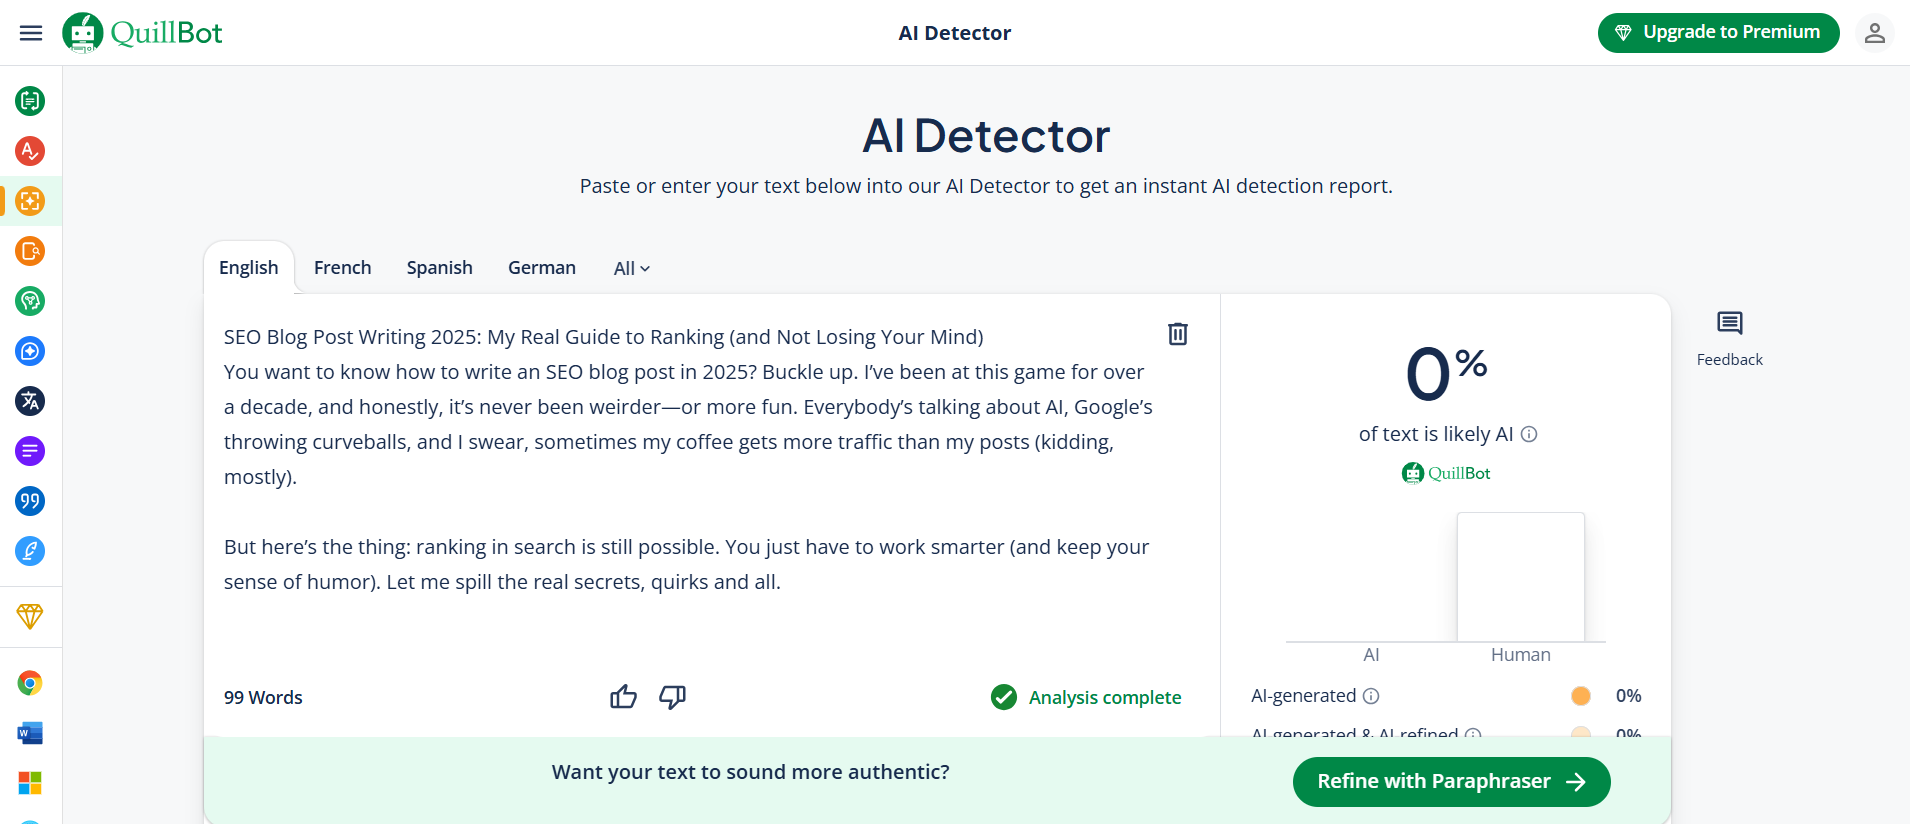 QuillBot
AI Detector
Upgrade to Premium
AI Detector
Paste or enter your text below into our AI Detector to get an instant AI detection report.
English French Spanish German All
SEO Blog Post Writing 2025: My Real Guide to Ranking (and Not Losing Your Mind)
You want to know how to write an SEO blog post in 2025? Buckle up. I’ve been at this game for over
a decade, and honestly, it’s never been weirder—or more fun. Everybody’s talking about AI, Google’s
throwing curveballs, and I swear, sometimes my coffee gets more traffic than my posts (kidding,
mostly).
But here’s the thing: ranking in search is still possible. You just have to work smarter (and keep your
sense of humor). Let me spill the real secrets, quirks and all.
99 Words
Analysis complete
0%
of text is likely AI
QuillBot
AI Human
AI-generated 0%
AI-generated & AI-refined 0%
Feedback
Want your text to sound more authentic?
Refine with Paraphraser